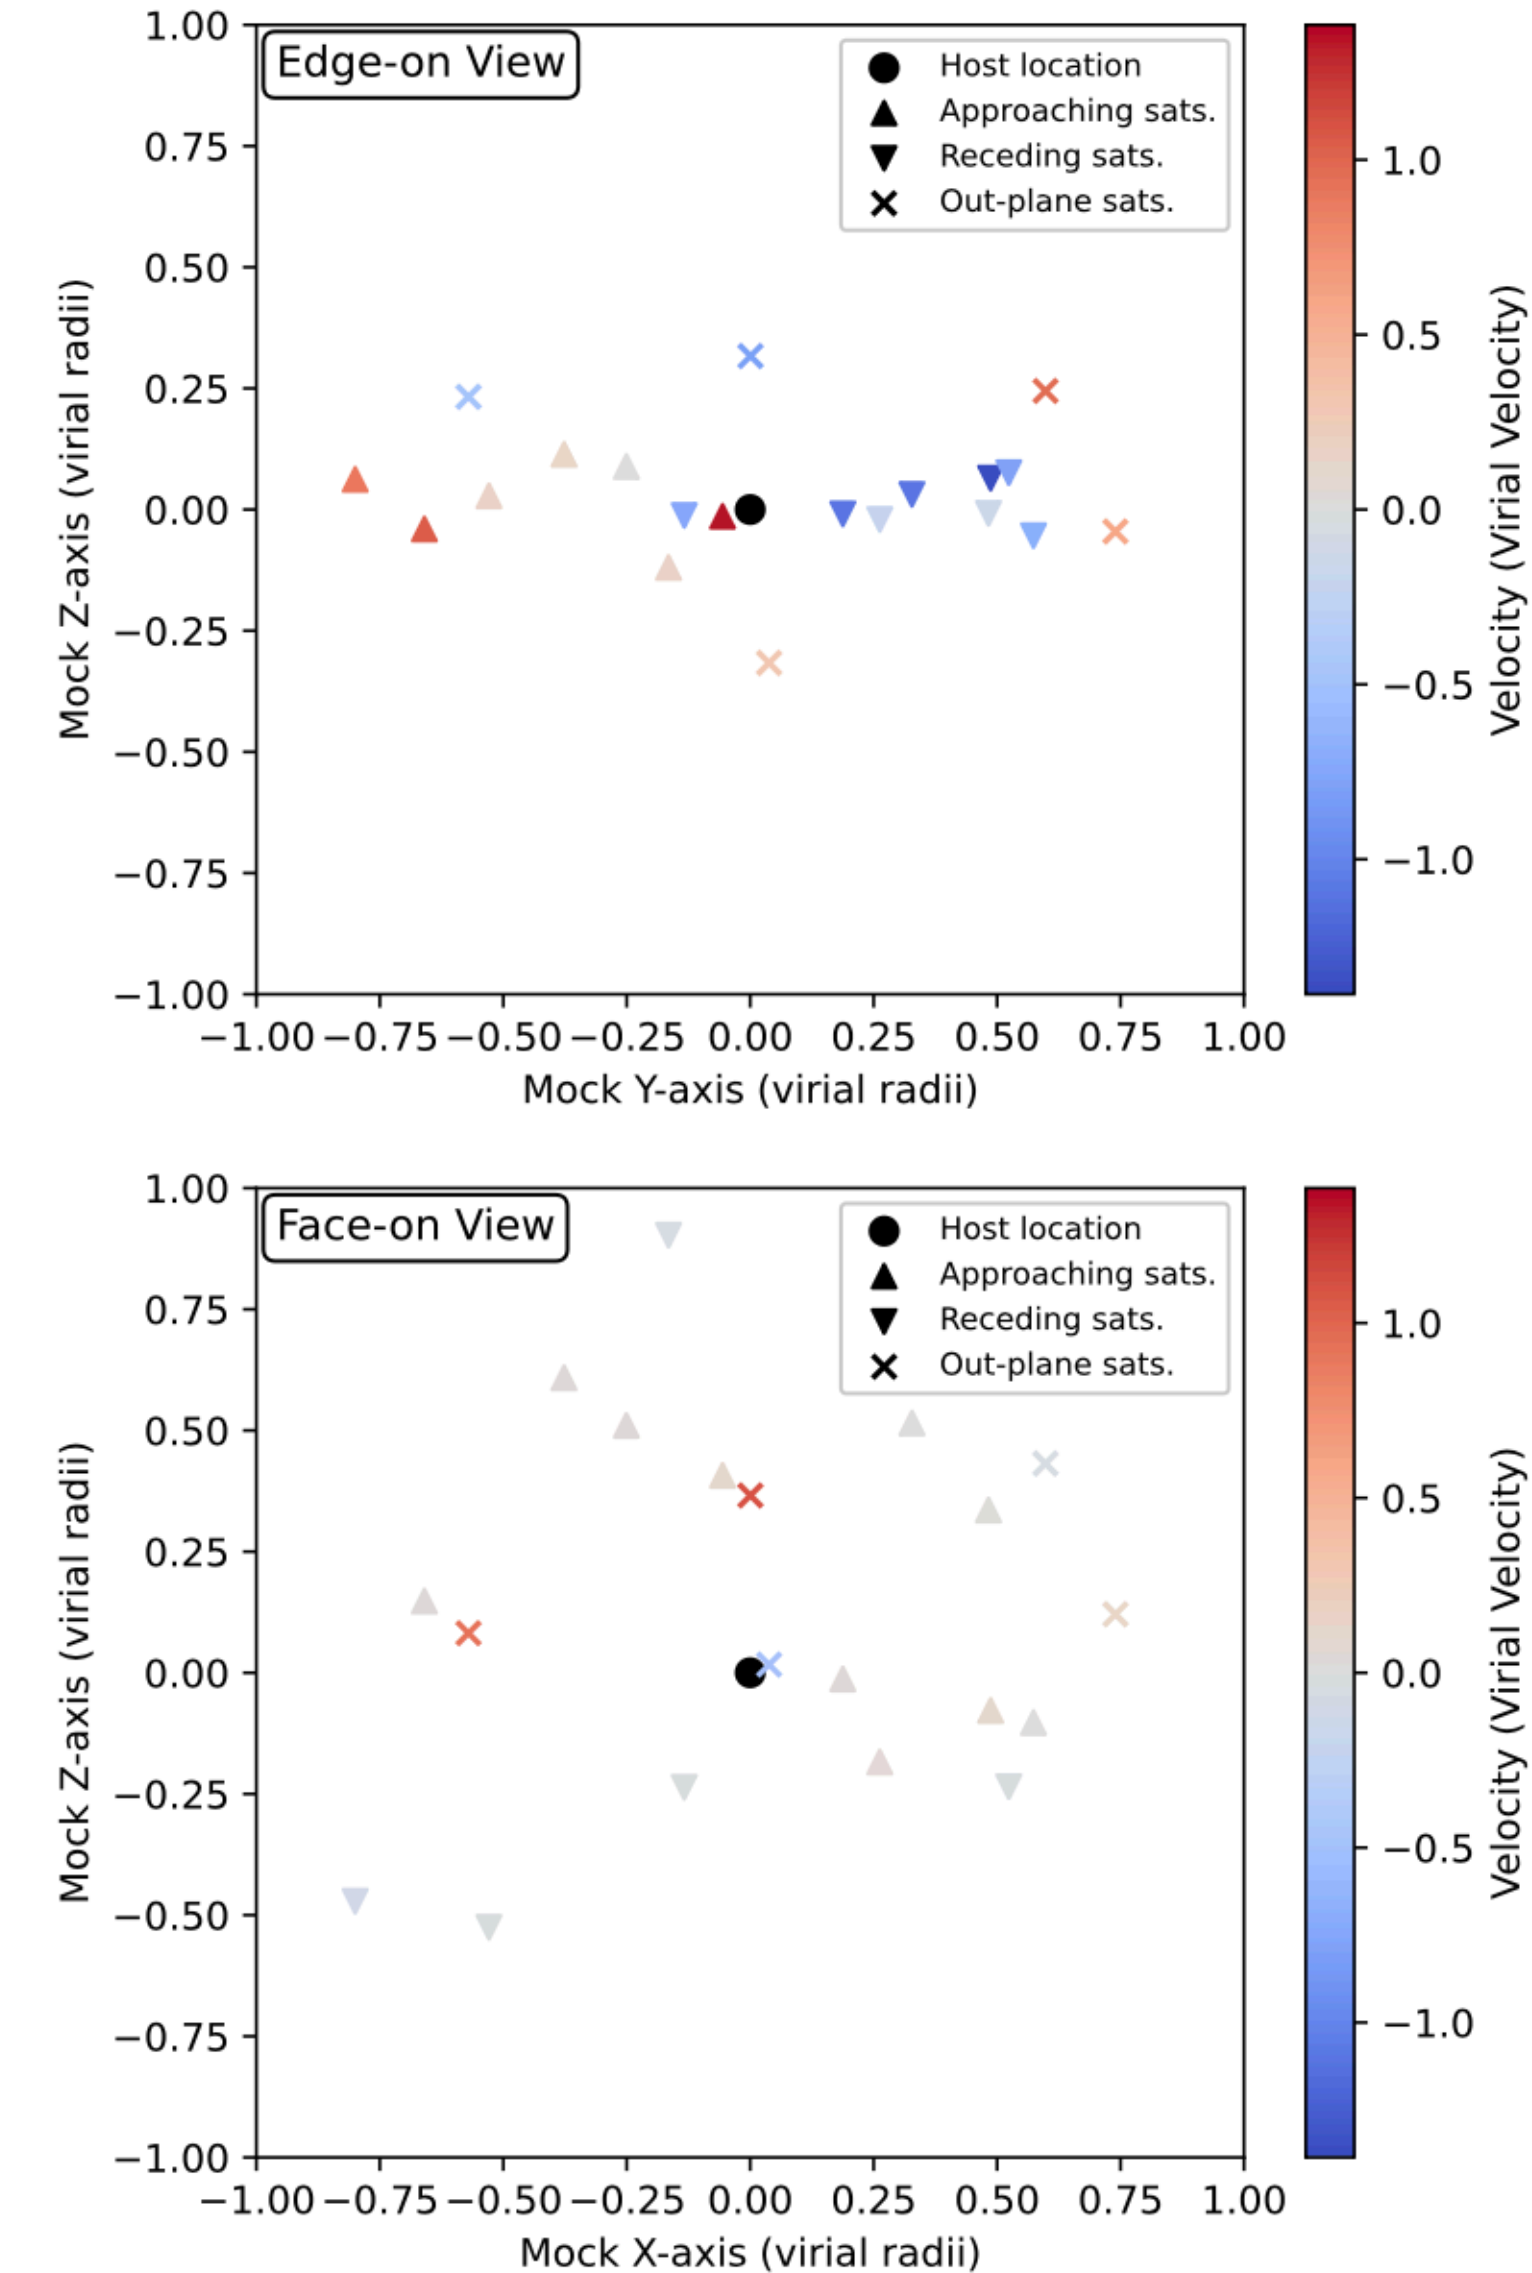 Edge-on View
Host location
Approaching sats.
Receding sats.
Out-plane sats.
1.00
0.75
0.50
0.25
0.00
−0.25
−0.50
−0.75
−1.00
Mock Z-axis (virial radii)
−1.00 −0.75 −0.50 −0.25 0.00 0.25 0.50 0.75 1.00
Mock Y-axis (virial radii)
1.0
0.5
0.0
−0.5
−1.0
Velocity (Virial Velocity)
Face-on View
Host location
Approaching sats.
Receding sats.
Out-plane sats.
1.00
0.75
0.50
0.25
0.00
−0.25
−0.50
−0.75
−1.00
Mock Z-axis (virial radii)
−1.00 −0.75 −0.50 −0.25 0.00 0.25 0.50 0.75 1.00
Mock X-axis (virial radii)
1.0
0.5
0.0
−0.5
−1.0
Velocity (Virial Velocity)